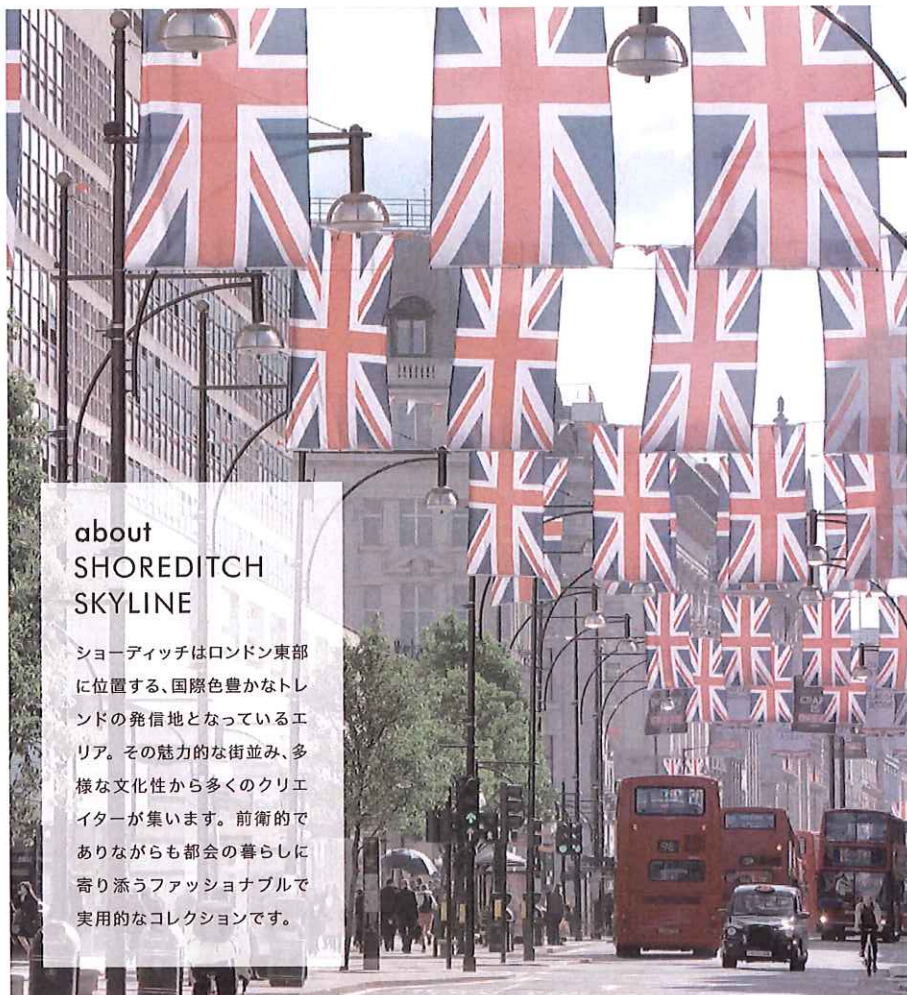 about
SHOREDITCH
SKYLINE
ショーディッチはロンドン東部
に位置する、国際色豊かなトレ
ンドの発信地となっているエ
リア。その魅力的な街並み、多
様な文化性から多くのクリエ
イターが集います。前衛的で
ありながらも都会の暮らしに
寄り添うファッショナブルで
実用的なコレクションです。
98